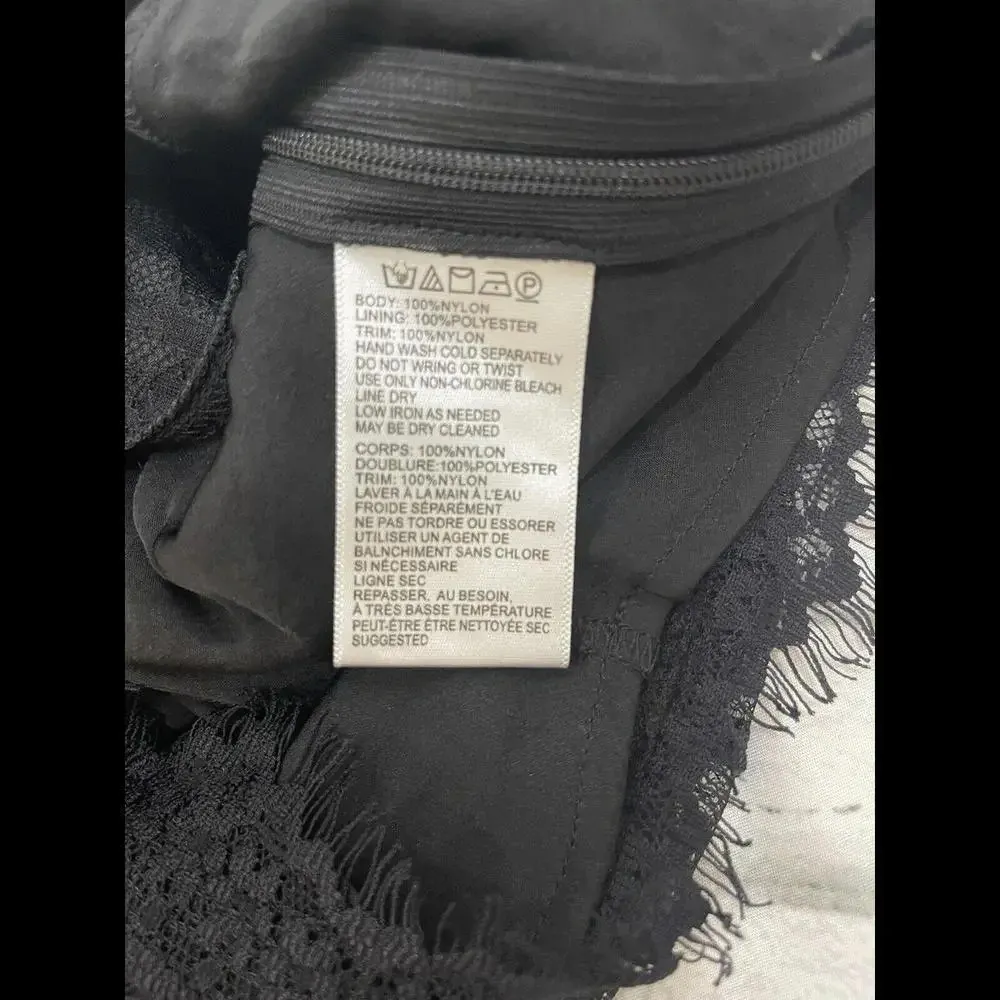 P
BODY: 100%NYLON
LINING: 100%POLYESTER
TRIM: 100%NYLON
HAND WASH COLD SEPARATELY
DO NOT WRING OR TWIST
USE ONLY NON-CHLORINE BLEACH
LINE DRY
LOW IRON AS NEEDED
MAY BE DRY CLEANED
CORPS: 100%NYLON
DOUBLURE:100%POLYESTER
TRIM: 100%NYLON
LAVER À LA MAIN À L'EAU
FROIDE SÉPARÉMENT
NE PAS TORDRE OU ESSORER
UTILISER UN AGENT DE
BALNCHIMENT SANS CHLORE
SI NÉCESSAIRE
LIGNE SEC
REPASSER, AU BESOIN,
À TRÉS BASSE TEMPÉRATURE
PEUT-ÊTRE ÊTRE NETTOYÉE SEC
SUGGESTED